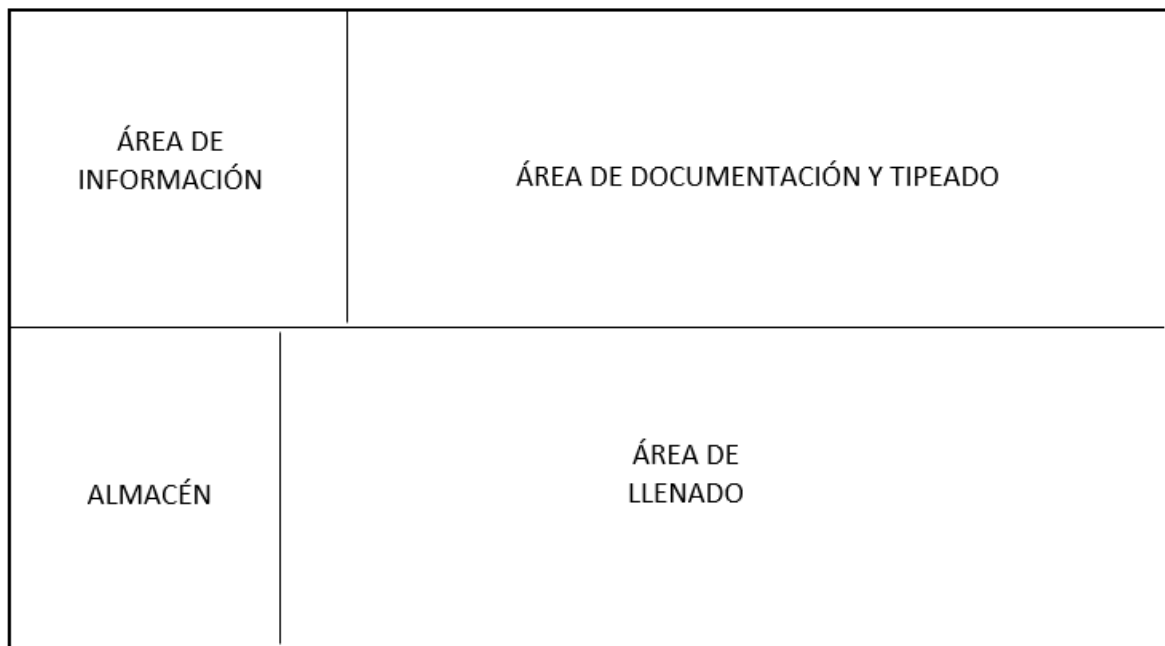 ÁREA DE
INFORMACIÓN
ÁREA DE DOCUMENTACIÓN Y TIPEADO
ALMACÉN
ÁREA DE
LLENADO